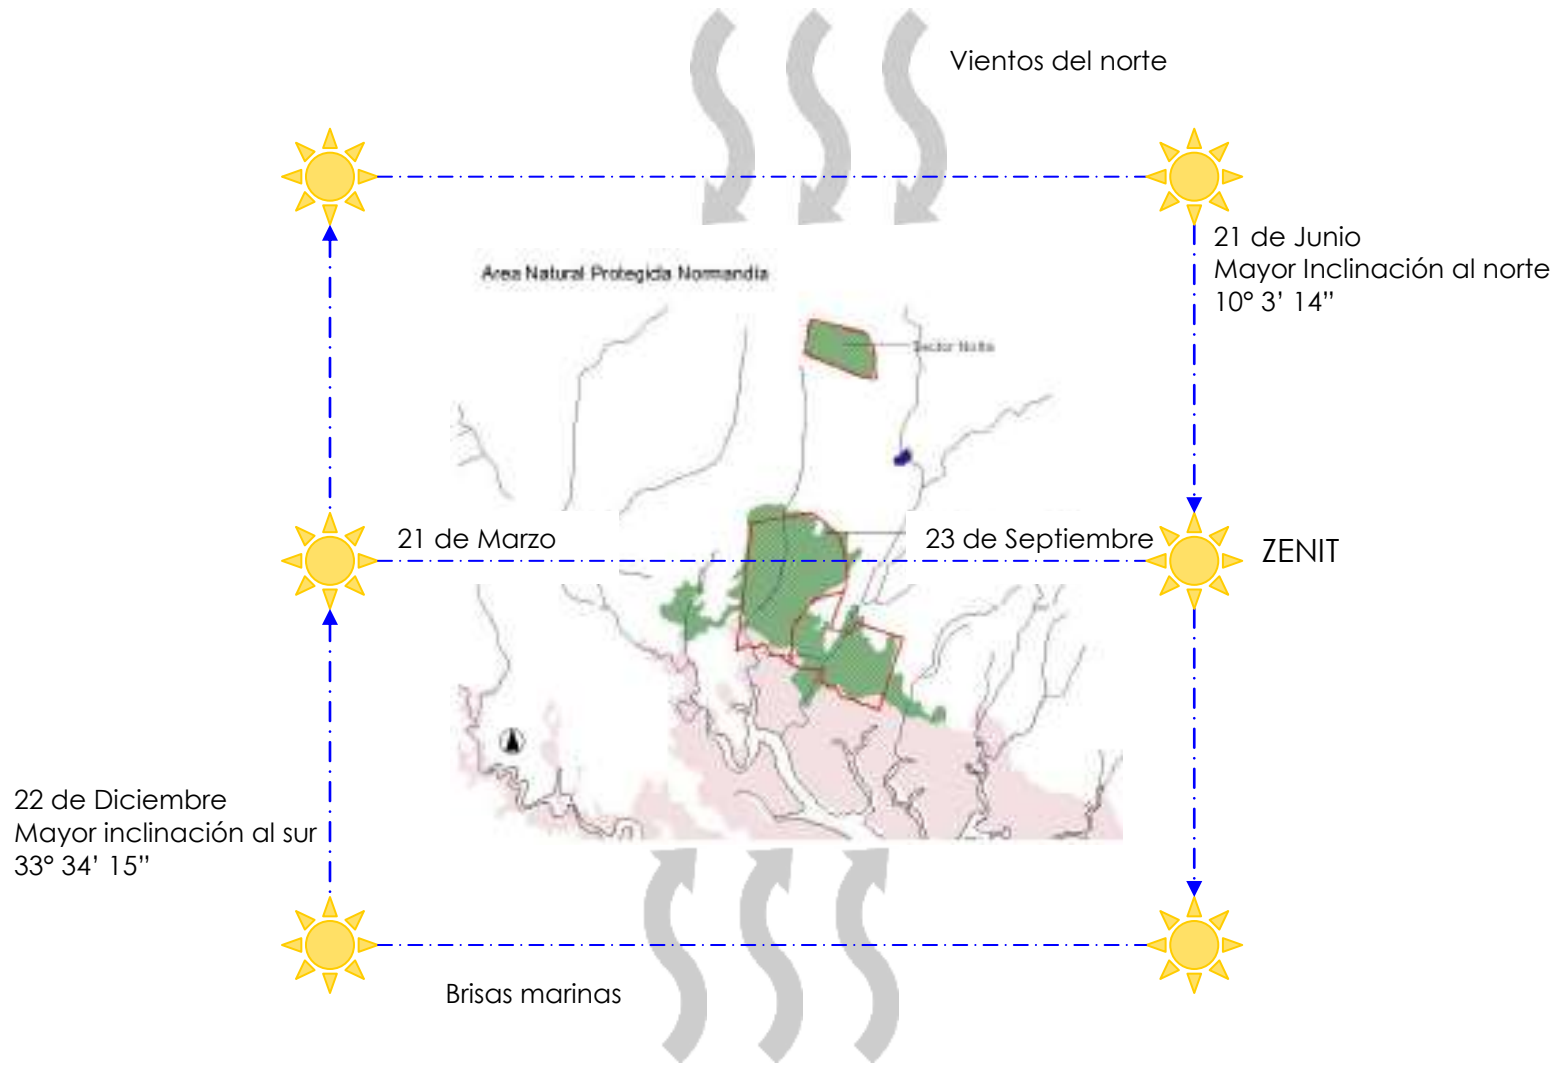 Vientos del norte
21 de Junio
Mayor Inclinación al norte
10° 3’ 14”
Area Natural Protegida Normandía
Sector Norte
21 de Marzo
23 de Septiembre
ZENIT
22 de Diciembre
Mayor inclinación al sur
33° 34’ 15”
Brisas marinas